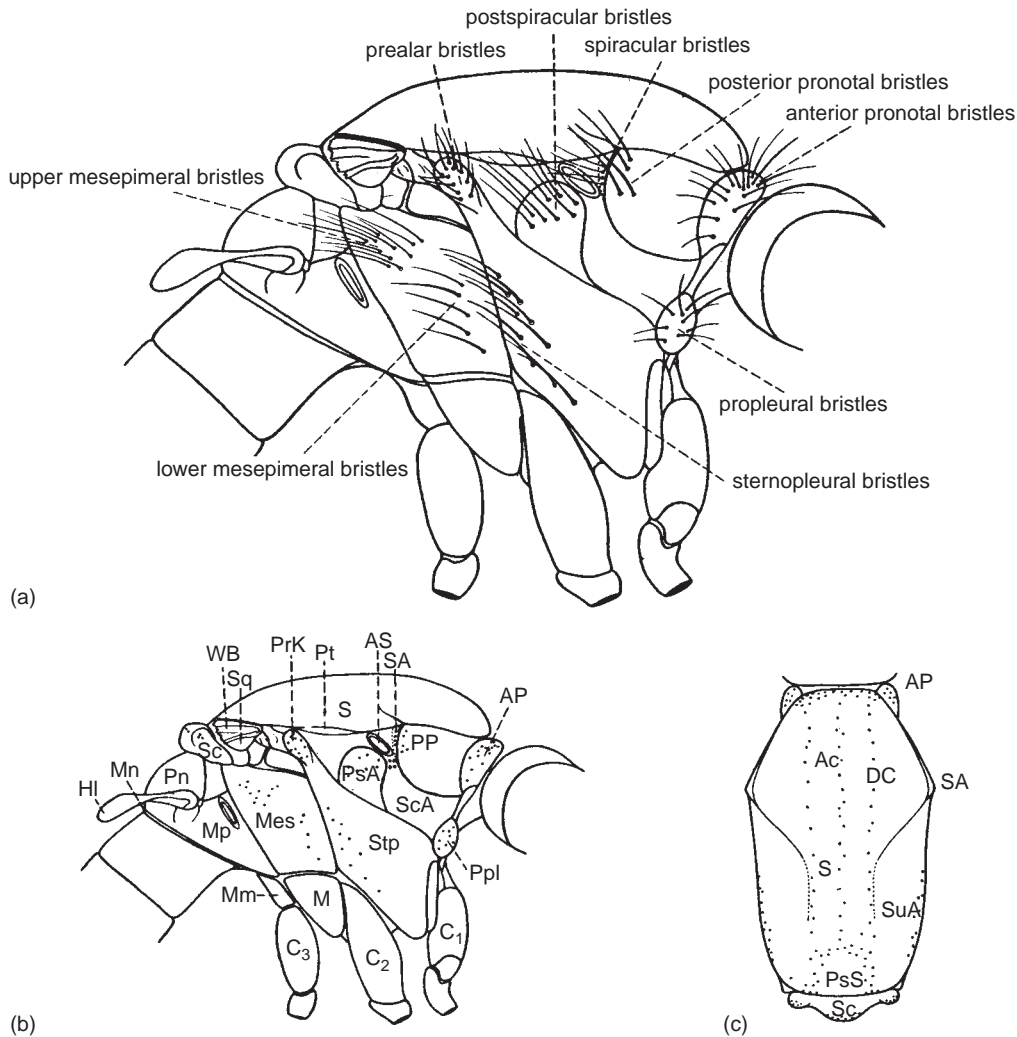 postspiracular bristles
prealar bristles
spiracular bristles
posterior pronotal bristles
anterior pronotal bristles
upper mesepimeral bristles
propleural bristles
lower mesepimeral bristles
sternopleural bristles
(a)
PrK
Pt
AS
WB
Sq
SA
AP
S
Sc
PP
PsA
Mn
Pn
Hl
ScA
Mes
Mp
Stp
Ppl
Mm
M
C1
C3
C2
(b)
AP
Ac
DC
SA
S
SuA
PsS
Sc
(c)